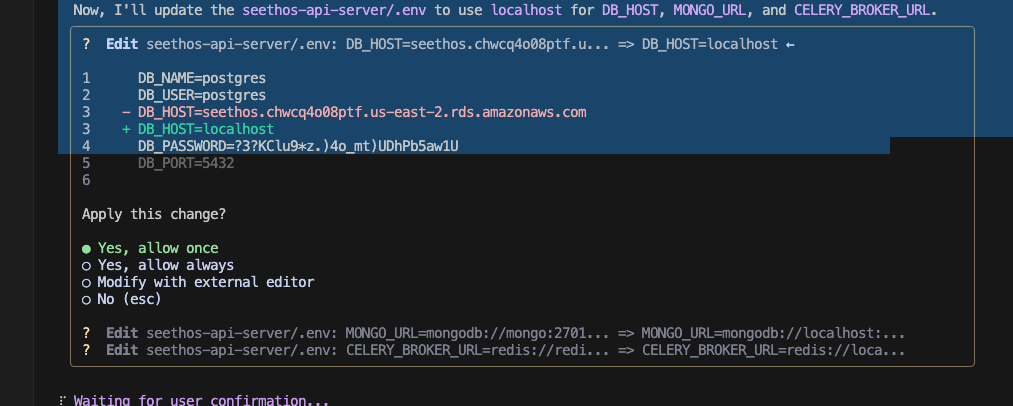 Now, I'll update the seethos-api-server/.env to use localhost for DB_HOST, MONGO_URL, and CELERY_BROKER_URL.
? Edit seethos-api-server/.env: DB_HOST=seethos.chwcq4o08ptf.u... => DB_HOST=localhost ←
1 DB_NAME=postgres
2 DB_USER=postgres
3 - DB_HOST=seethos.chwcq4o08ptf.us-east-2.rds.amazonaws.com
3 + DB_HOST=localhost
4 DB_PASSWORD=?3?KClu9*z.)4o_mt)UDhPb5aw1U
5 DB_PORT=5432
6
Apply this change?
● Yes, allow once
○ Yes, allow always
○ Modify with external editor
○ No (esc)
? Edit seethos-api-server/.env: MONGO_URL=mongodb://mongo:2701... => MONGO_URL=mongodb://localhost:...
? Edit seethos-api-server/.env: CELERY_BROKER_URL=redis://redi... => CELERY_BROKER_URL=redis://loca...
⠏ Waiting for user confirmation...